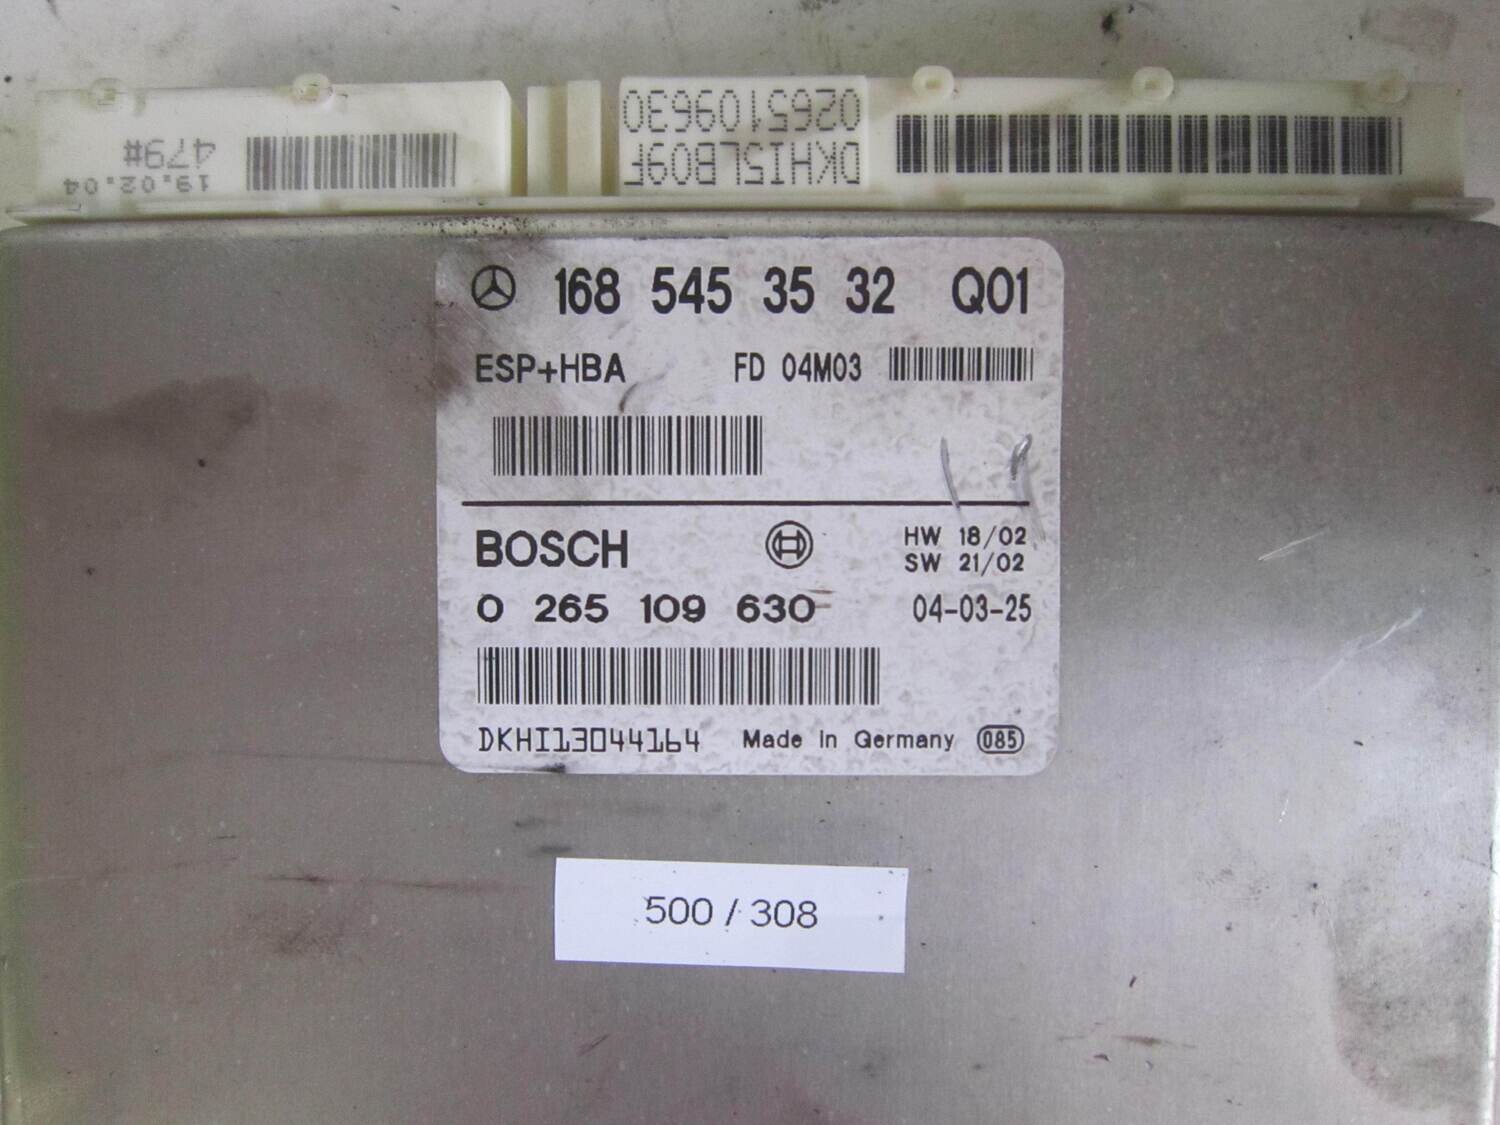 0265109630
DKHI5LB09F
479#
19.02.04
168 545 35 32 Q01
ESP+HBA FD 04M03
BOSCH HW 18/02
SW 21/02
0 265 109 630 04-03-25
DKHI13044164 Made in Germany 085
500 / 308